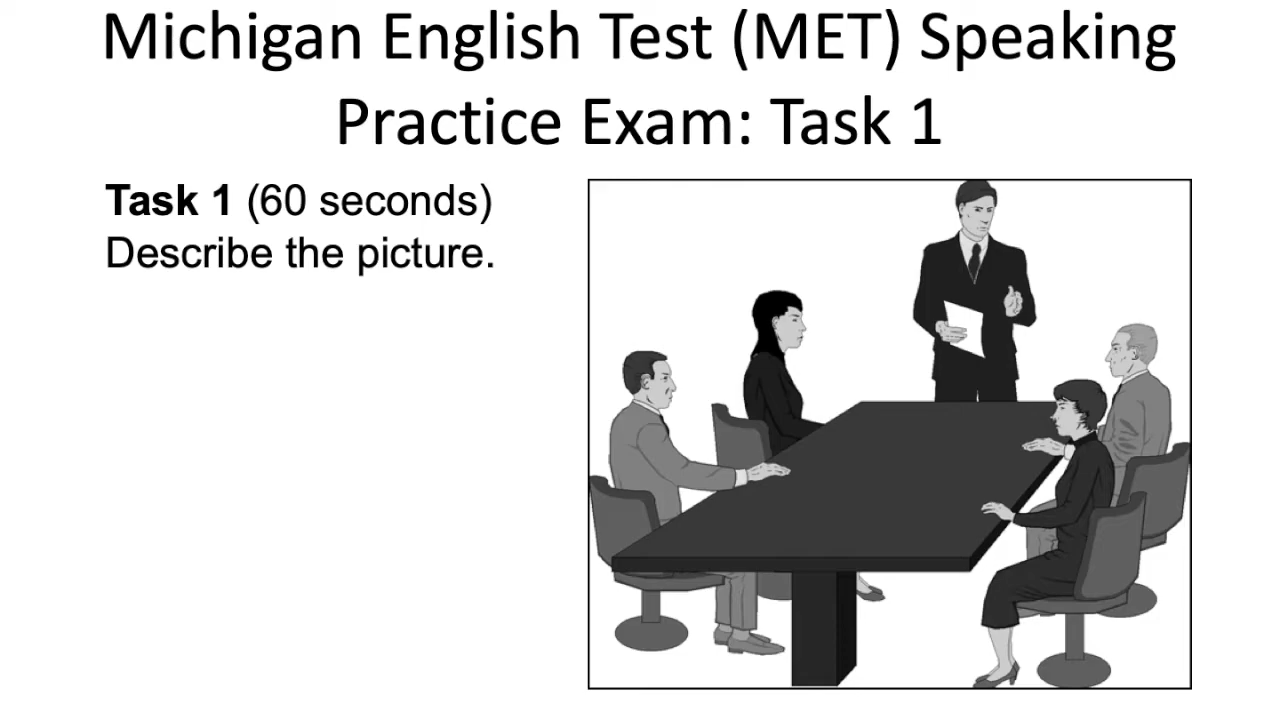 Michigan English Test (MET) Speaking
Practice Exam: Task 1
Task 1 (60 seconds)
Describe the picture.